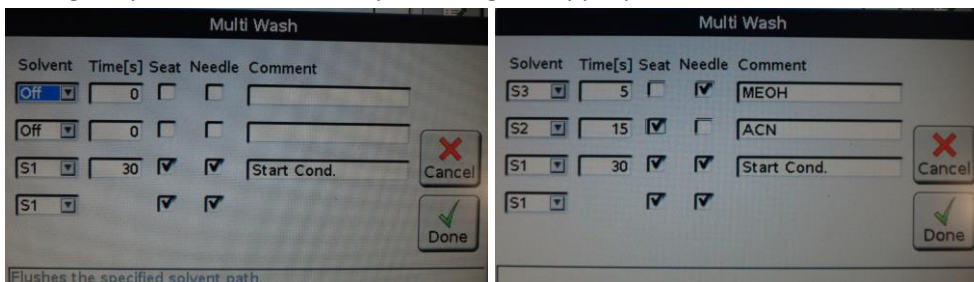 Multi Wash
Solvent Time[s] Seat Needle Comment
Off 0
Off 0
S1 30 Start Cond.
S1
Cancel
Done
Flushes the specified solvent path.
Multi Wash
Solvent Time[s] Seat Needle Comment
S3 5 MEOH
S2 15 ACN
S1 30 Start Cond.
S1
Cancel
Done